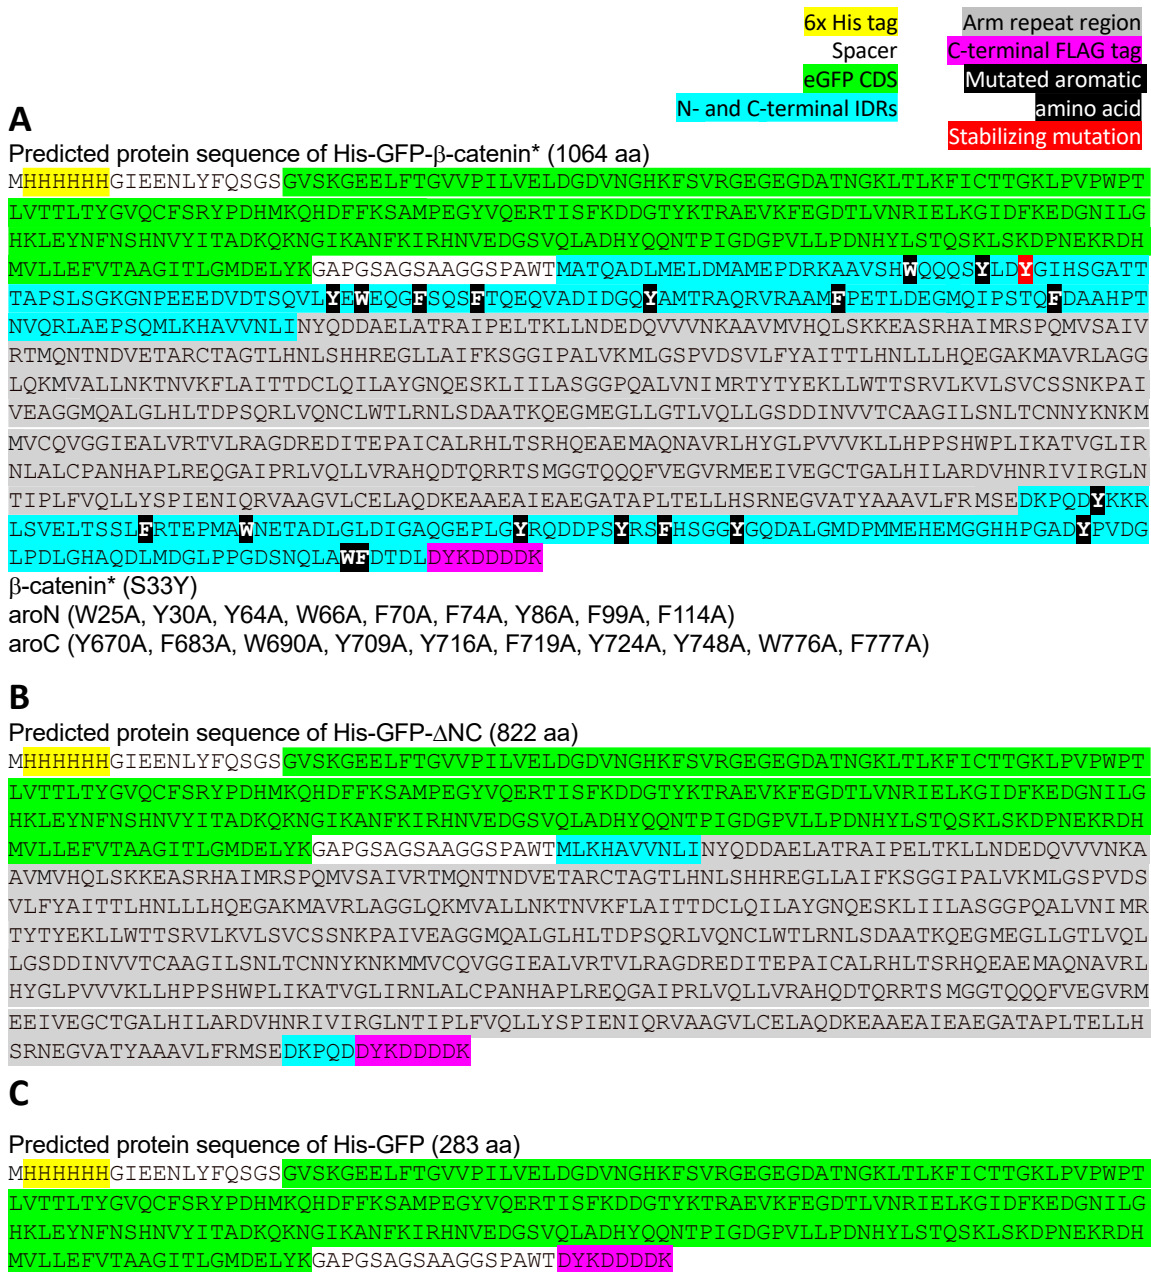 6x His tag
Spacer
eGFP CDS
N- and C-terminal IDRs
Arm repeat region
C-terminal FLAG tag
Mutated aromatic
amino acid
Stabilizing mutation
A
Predicted protein sequence of His-GFP-β-catenin* (1064 aa)
MHHHHHHGIEENLYFQSGSGVSKGEELFTGVVPILVELDGDVNGHKFSVRGEGEGDATNGKLTLKFICTTGKLPVPWPT
LVTTLTYGVQCFSRYPDHMKQHDFFKSAMPEGYVQERTISFKDDGTYKTRAEVKFEGDTLVNRIELKGIDFKEDGNILG
HKLEYNFNSHNVYITADKQKNGIKANFKIRHNVEDGSVQLADHYQQNTPIGDGPVLLPDNHYLSTQSKLSKDPNEKRDH
MVLLEFVTAAGITLGMDELYKGAPGSAGSAAGGSPAWTMATQADLMELDMAMEPDRKAAVSHWQQQSYLDYGIHSGATT
TAPSLSGKGNPEEEDVDTSQVLYEWEQGFSQSFTQEQVADIDGQYAMTRAQRVRAAMFPETLDEGMQIPSTQFDAAHPT
NVQRLAEPSQMLKHAVVNLINYQDDAELATRAIPELTKLLNDEDQVVVNKAAVMVHQLSKKEASRHAIMRSPQMVSAIV
RTMQNTNDVETARCTAGTLHNLSHHREGLLAIFKSGGIPALVKMLGSPVDSVLFYAITTLHNLLLHQEGAKMAVRLAGG
LQKMVALLNKTNVKFLAITTDCLQILAYGNQESKLIILASGGPQALVNIMRTYTYEKLLWTTSRVLKVLSVCSSNKPAI
VEAGGMQALGLHLTDPSQRLVQNCLWTLRNLSDAATKQEGMEGLLGTLVQLLGSDDINVVTCAAGILSNLTCNNYKNKM
MVCQVGGIEALVRTVLRAGDREDITEPAICALRHLTSRHQEAEMAQNAVRLHYGLPVVVKLLHPPSHWPLIKATVGLIR
NLALCPANHAPLREQGAIPRLVQLLVRAHQDTQRRTSMGGTQQQFVEGVRMEEIVEGCTGALHILARDVHNRIVIRGLN
TIPLFVQLLYSPIENIQRVAAGVLCELAQDKEAAEAIEAEGATAPLTELLHSRNEGVATYAAAVLFRMSEDKPQDYKKR
LSVELTSSLFRTEPMAWNETADLGLDIGAQGEPLGYRQDDPSYRSFHSGGYGQDALGMDPMMEHEMGGHHPGADYPVDG
LPDLGHAQDLMDGLPPGDSNQLAWFDTDLDYKDDDDK
β-catenin* (S33Y)
aroN (W25A, Y30A, Y64A, W66A, F70A, F74A, Y86A, F99A, F114A)
aroC (Y670A, F683A, W690A, Y709A, Y716A, F719A, Y724A, Y748A, W776A, F777A)
B
Predicted protein sequence of His-GFP-ΔNC (822 aa)
MHHHHHHGIEENLYFQSGSGVSKGEELFTGVVPILVELDGDVNGHKFSVRGEGEGDATNGKLTLKFICTTGKLPVPWPT
LVTTLTYGVQCFSRYPDHMKQHDFFKSAMPEGYVQERTISFKDDGTYKTRAEVKFEGDTLVNRIELKGIDFKEDGNILG
HKLEYNFNSHNVYITADKQKNGIKANFKIRHNVEDGSVQLADHYQQNTPIGDGPVLLPDNHYLSTQSKLSKDPNEKRDH
MVLLEFVTAAGITLGMDELYKGAPGSAGSAAGGSPAWTMLKHAVVNLINYQDDAELATRAIPELTKLLNDEDQVVVNKA
AVMVHQLSKKEASRHAIMRSPQMVSAIVRTMQNTNDVETARCTAGTLHNLSHHREGLLAIFKSGGIPALVKMLGSPVDS
VLFYAITTLHNLLLHQEGAKMAVRLAGGLQKMVALLNKTNVKFLAITTDCLQILAYGNQESKLIILASGGPQALVNIMR
TYTYEKLLWTTSRVLKVLSVCSSNKPAIVEAGGMQALGLHLTDPSQRLVQNCLWTLRNLSDAATKQEGMEGLLGTLVQL
LGSDDINVVTCAAGILSNLTCNNYKNKMMVCQVGGIEALVRTVLRAGDREDITEPAICALRHLTSRHQEAEMAQNAVRL
HYGLPVVVKLLHPPSHWPLIKATVGLIRNLALCPANHAPLREQGAIPRLVQLLVRAHQDTQRRTSMGGTQQQFVEGVRM
EEIVEGCTGALHILARDVHNRIVIRGLNTIPLFVQLLYSPIENIQRVAAGVLCELAQDKEAAEAIEAEGATAPLTELLH
SRNEGVATYAAAVLFRMSEDKPQDDYKDDDDK
C
Predicted protein sequence of His-GFP (283 aa)
MHHHHHHGIEENLYFQSGSGVSKGEELFTGVVPILVELDGDVNGHKFSVRGEGEGDATNGKLTLKFICTTGKLPVPWPT
LVTTLTYGVQCFSRYPDHMKQHDFFKSAMPEGYVQERTISFKDDGTYKTRAEVKFEGDTLVNRIELKGIDFKEDGNILG
HKLEYNFNSHNVYITADKQKNGIKANFKIRHNVEDGSVQLADHYQQNTPIGDGPVLLPDNHYLSTQSKLSKDPNEKRDH
MVLLEFVTAAGITLGMDELYKGAPGSAGSAAGGSPAWTDYKDDDDK